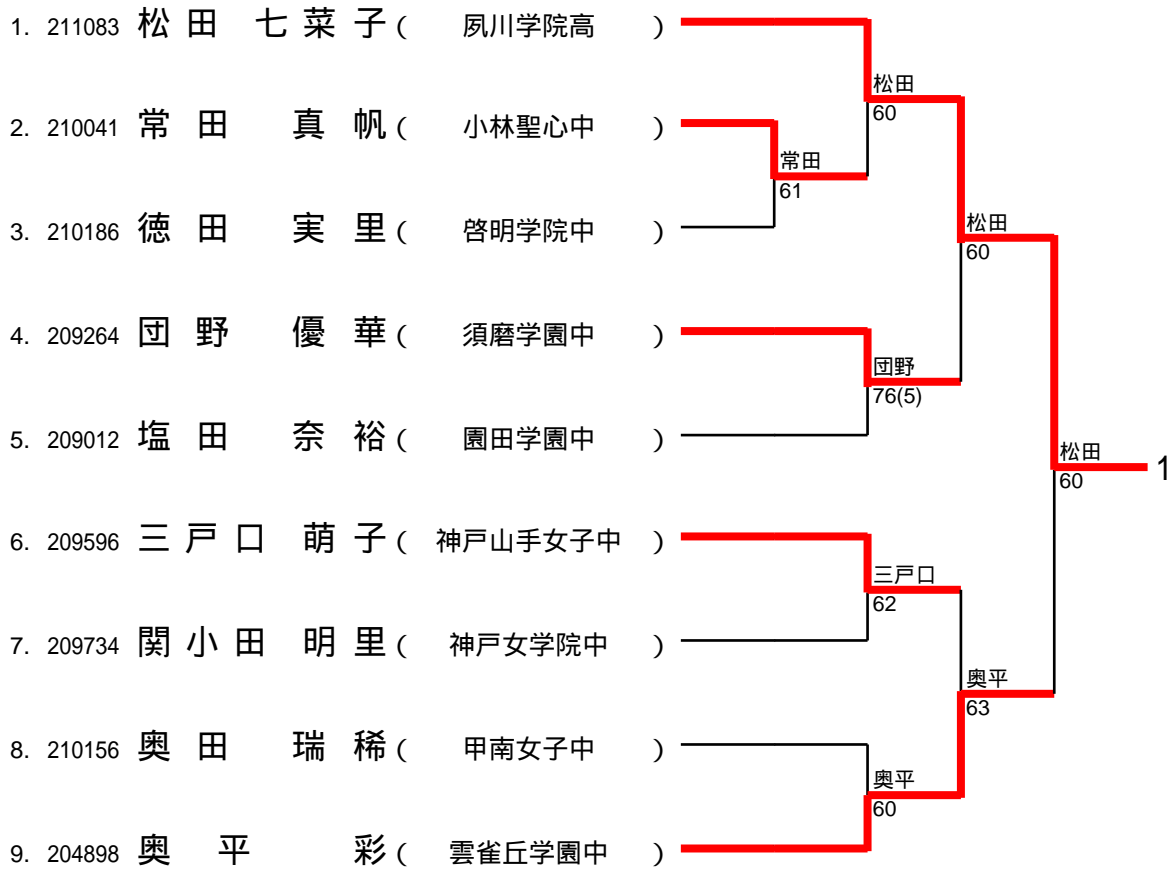 1. 211083 松田 七菜子 ( 夙川学院高 )
松田
60
2. 210041 常田 真帆 ( 小林聖心中 )
常田
61
3. 210186 徳田 実里 ( 啓明学院中 )
松田
60
4. 209264 団野 優華 ( 須磨学園中 )
団野
76(5)
5. 209012 塩田 奈裕 ( 園田学園中 )
松田
60
1
6. 209596 三戸口 萌子 ( 神戸山手女子中 )
三戸口
62
7. 209734 関小田 明里 ( 神戸女学院中 )
奥平
63
8. 210156 奥田 瑞稀 ( 甲南女子中 )
奥平
60
9. 204898 奥平 彩 ( 雲雀丘学園中 )